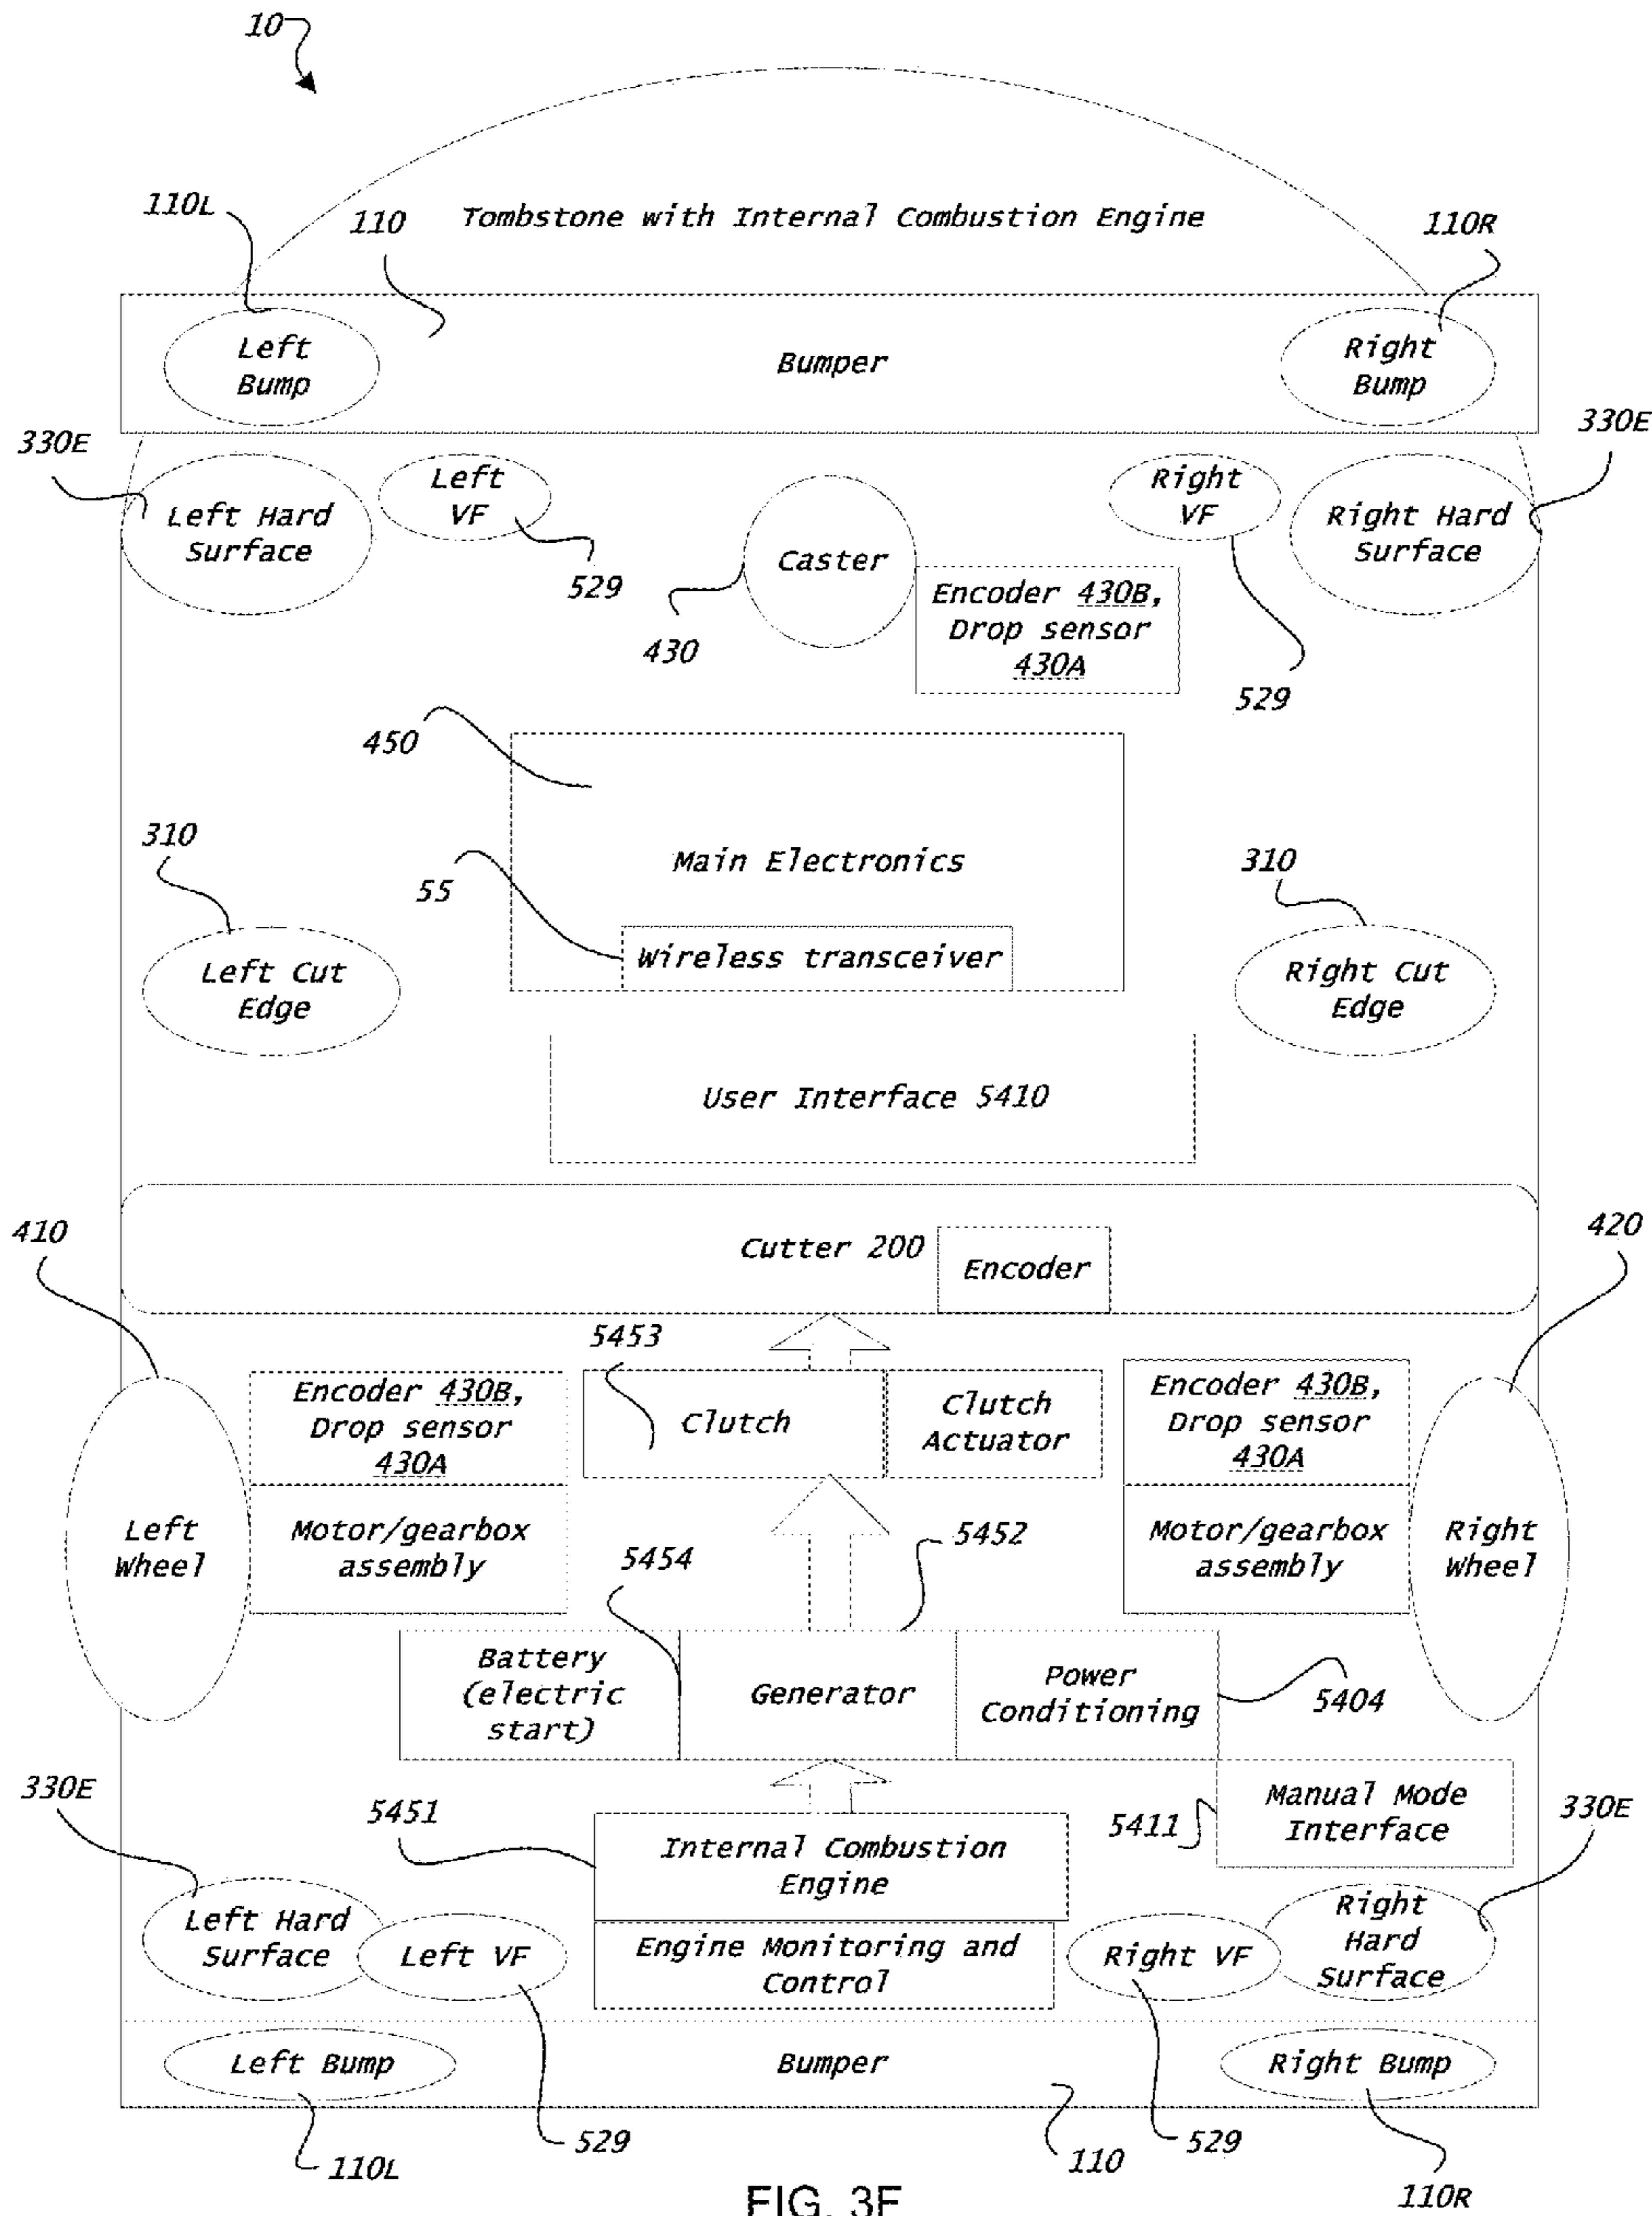 10
Tombstone with Internal Combustion Engine
110L
110
110R
Left
Bump
Bumper
Right
Bump
330E
330E
Left Hard
Surface
Left
VF
529
Caster
430
Encoder 430B,
Drop sensor
430A
Right
VF
529
Right Hard
Surface
450
Main Electronics
55
Wireless transceiver
310
Left Cut
Edge
310
Right Cut
Edge
User Interface 5410
410
Cutter 200
Encoder
420
5453
Encoder 430B,
Drop sensor
430A
Clutch
Clutch
Actuator
Encoder 430B,
Drop sensor
430A
Left
Wheel
Motor/gearbox
assembly
5454
5452
Motor/gearbox
assembly
Right
Wheel
Battery
(electric
start)
Generator
Power
Conditioning
5404
330E
5451
Internal Combustion
Engine
5411
Manual Mode
Interface
330E
Left Hard
Surface
Left VF
Engine Monitoring and
Control
Right VF
Right
Hard
Surface
Left Bump
Bumper
Right Bump
110L
529
110
529
110R